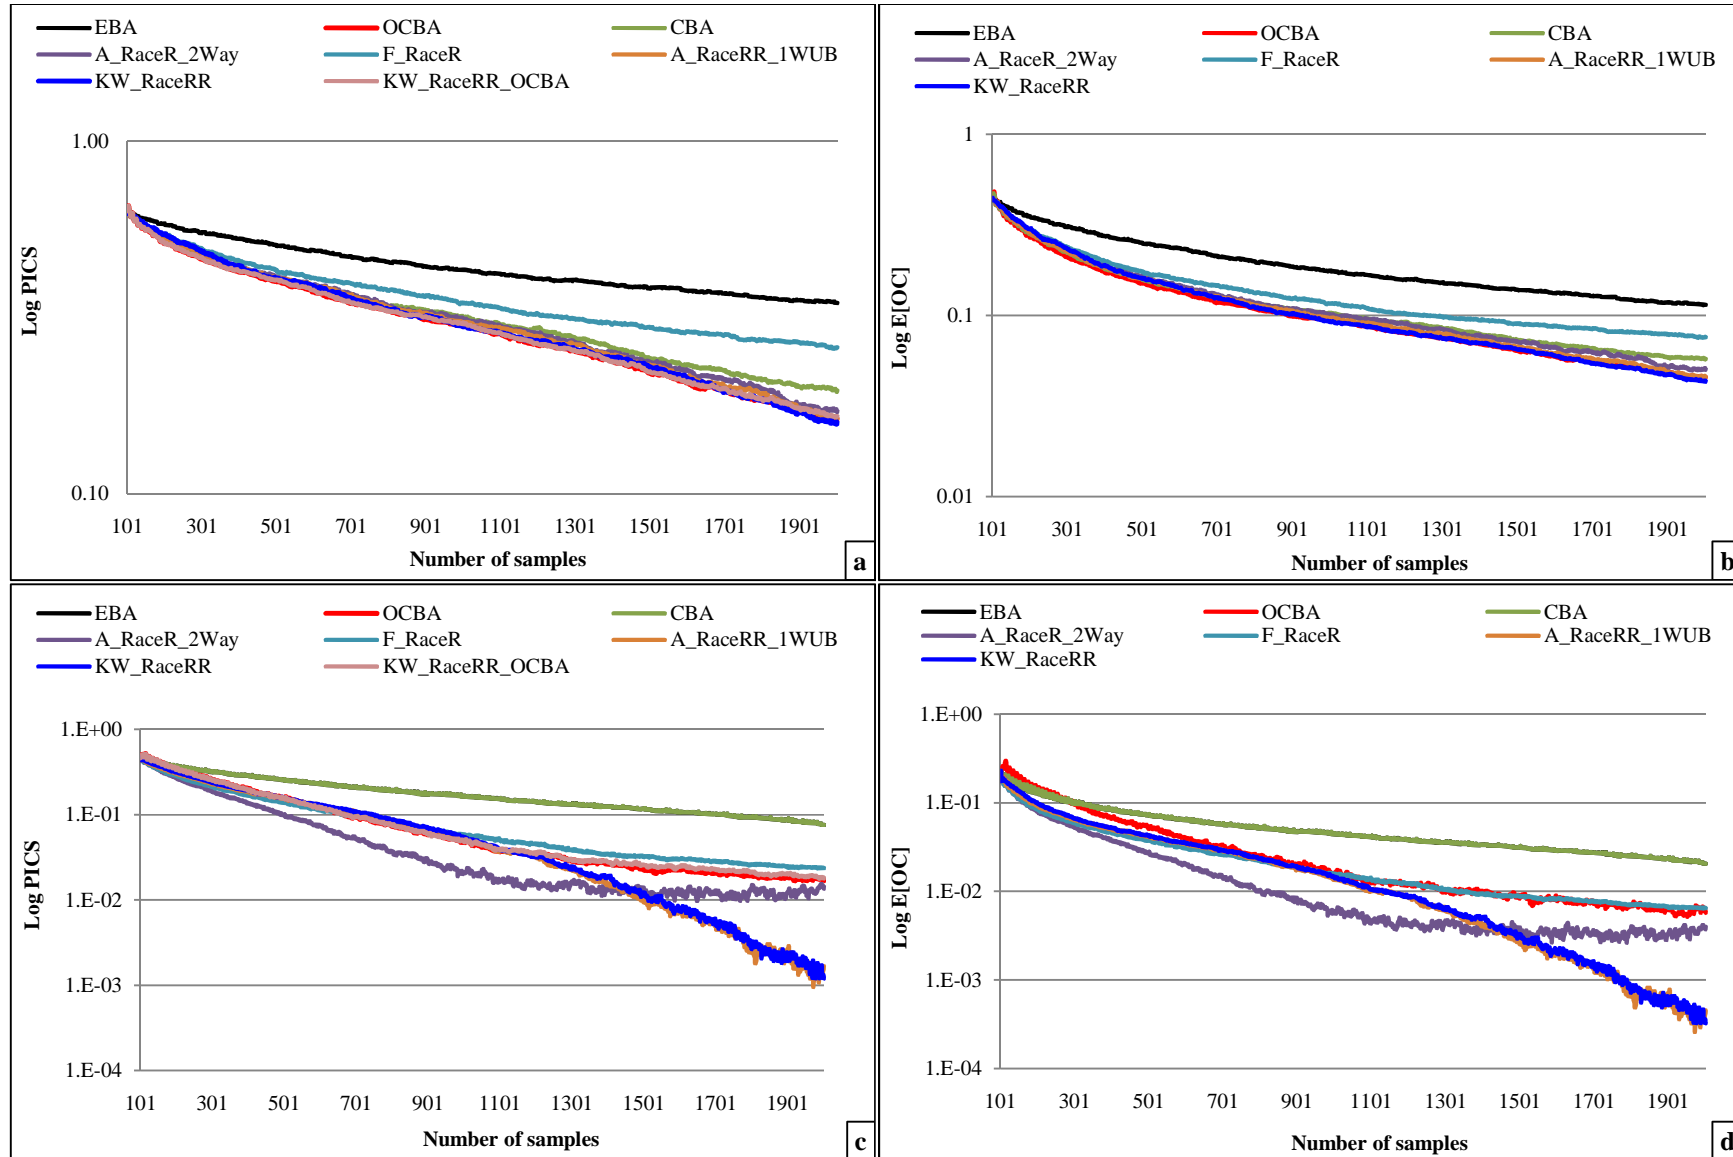 EBA OCBA CBA
A_RaceR_2Way F_RaceR A_RaceRR_1WUB
KW_RaceRR KW_RaceRR_OCBA
1.00
0.10
Log PICS
101 301 501 701 901 1101 1301 1501 1701 1901
Number of samples
a
EBA OCBA CBA
A_RaceR_2Way F_RaceR A_RaceRR_1WUB
KW_RaceRR
1
0.1
0.01
Log E[OC]
101 301 501 701 901 1101 1301 1501 1701 1901
Number of samples
b
EBA OCBA CBA
A_RaceR_2Way F_RaceR A_RaceRR_1WUB
KW_RaceRR KW_RaceRR_OCBA
1.E+00
1.E-01
1.E-02
1.E-03
1.E-04
Log PICS
101 301 501 701 901 1101 1301 1501 1701 1901
Number of samples
c
EBA OCBA CBA
A_RaceR_2Way F_RaceR A_RaceRR_1WUB
KW_RaceRR
1.E+00
1.E-01
1.E-02
1.E-03
1.E-04
Log E[OC]
101 301 501 701 901 1101 1301 1501 1701 1901
Number of samples
d